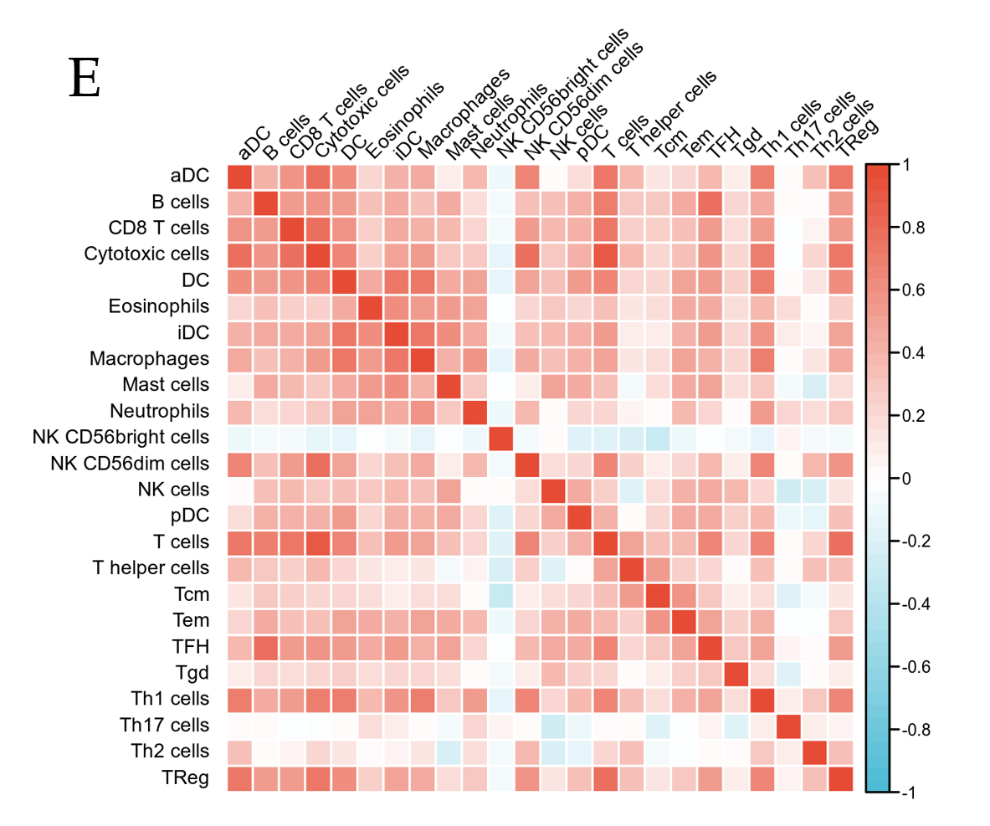 E
aDC
B cells
CD8 T cells
Cytotoxic cells
DC
Eosinophils
iDC
Macrophages
Mast cells
Neutrophils
NK CD56bright cells
NK CD56dim cells
NK cells
pDC
T cells
T helper cells
Tcm
Tem
TFH
Tgd
Th1 cells
Th17 cells
Th2 cells
TReg
aDC
B cells
CD8 T cells
Cytotoxic cells
DC
Eosinophils
iDC
Macrophages
Mast cells
Neutrophils
NK CD56bright cells
NK CD56dim cells
NK cells
pDC
T cells
T helper cells
Tcm
Tem
TFH
Tgd
Th1 cells
Th17 cells
Th2 cells
TReg
1
0.8
0.6
0.4
0.2
0
-0.2
-0.4
-0.6
-0.8
-1